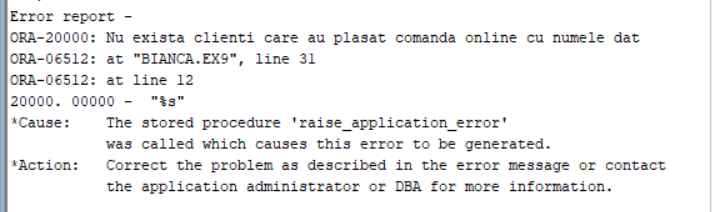 Error report -
ORA-20000: Nu exista clienti care au plasat comanda online cu numele dat
ORA-06512: at "BIANCA.EX9", line 31
ORA-06512: at line 12
20000. 00000 -  "%s"
*Cause:    The stored procedure 'raise_application_error'
           was called which causes this error to be generated.
*Action:   Correct the problem as described in the error message or contact
           the application administrator or DBA for more information.